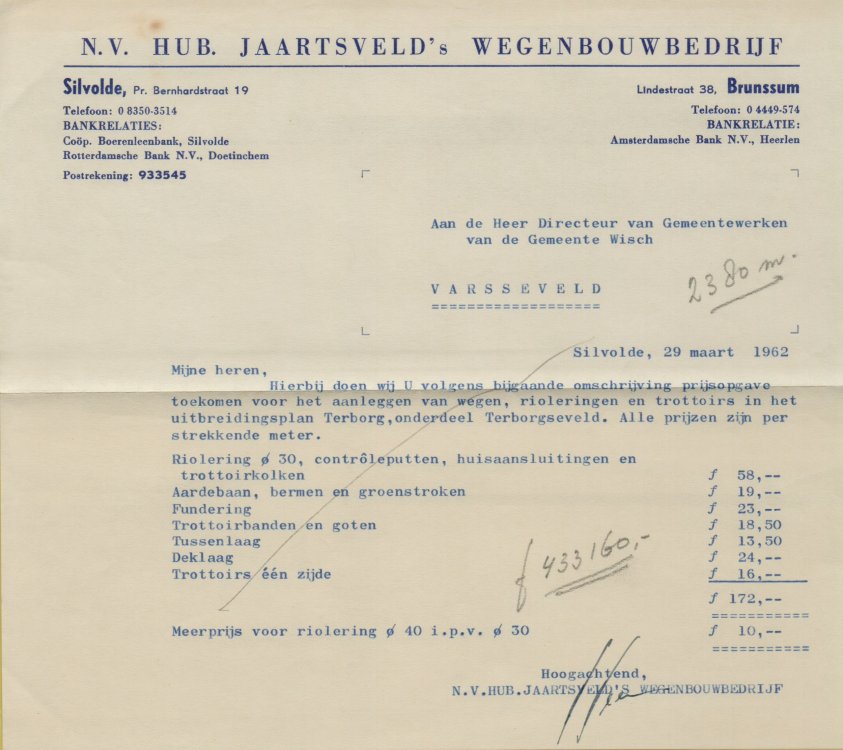 N.V. HUB. JAARTSVELD's WEGENBOUWBEDRIJF
Silvolde, Pr. Bernhardstraat 19
Telefoon: 0 8350-3514
BANKRELATIES:
Coöp. Boerenleenbank, Silvolde
Rotterdamsche Bank N.V., Doetinchem
Postrekening: 933545
Lindestraat 38, Brunssum
Telefoon: 0 4449-574
BANKRELATIE:
Amsterdamsche Bank N.V., Heerlen
Aan de Heer Directeur van Gemeentewerken
van de Gemeente Wisch
VARSSEVELD
===================
2380 m.
Silvolde, 29 maart 1962
Mijne heren,
Hierbij doen wij U volgens bijgaande omschrijving prijsopgave
toekomen voor het aanleggen van wegen, rioleringen en trottoirs in het
uitbreidingsplan Terborg,onderdeel Terborgseveld. Alle prijzen zijn per
strekkende meter.
Riolering ø 30, contrôleputten, huisaansluitingen en
trottoirkolken f 58,--
Aardebaan, bermen en groenstroken f 19,--
Fundering f 23,--
Trottoirbanden en goten f 18,50
Tussenlaag f 13,50
Deklaag f 24,--
Trottoirs één zijde f 16,--
f 172,--
===========
f 433160,-
Meerprijs voor riolering ø 40 i.p.v. ø 30 f 10,--
===========
Hoogachtend,
N.V.HUB.JAARTSVELD'S WEGENBOUWBEDRIJF